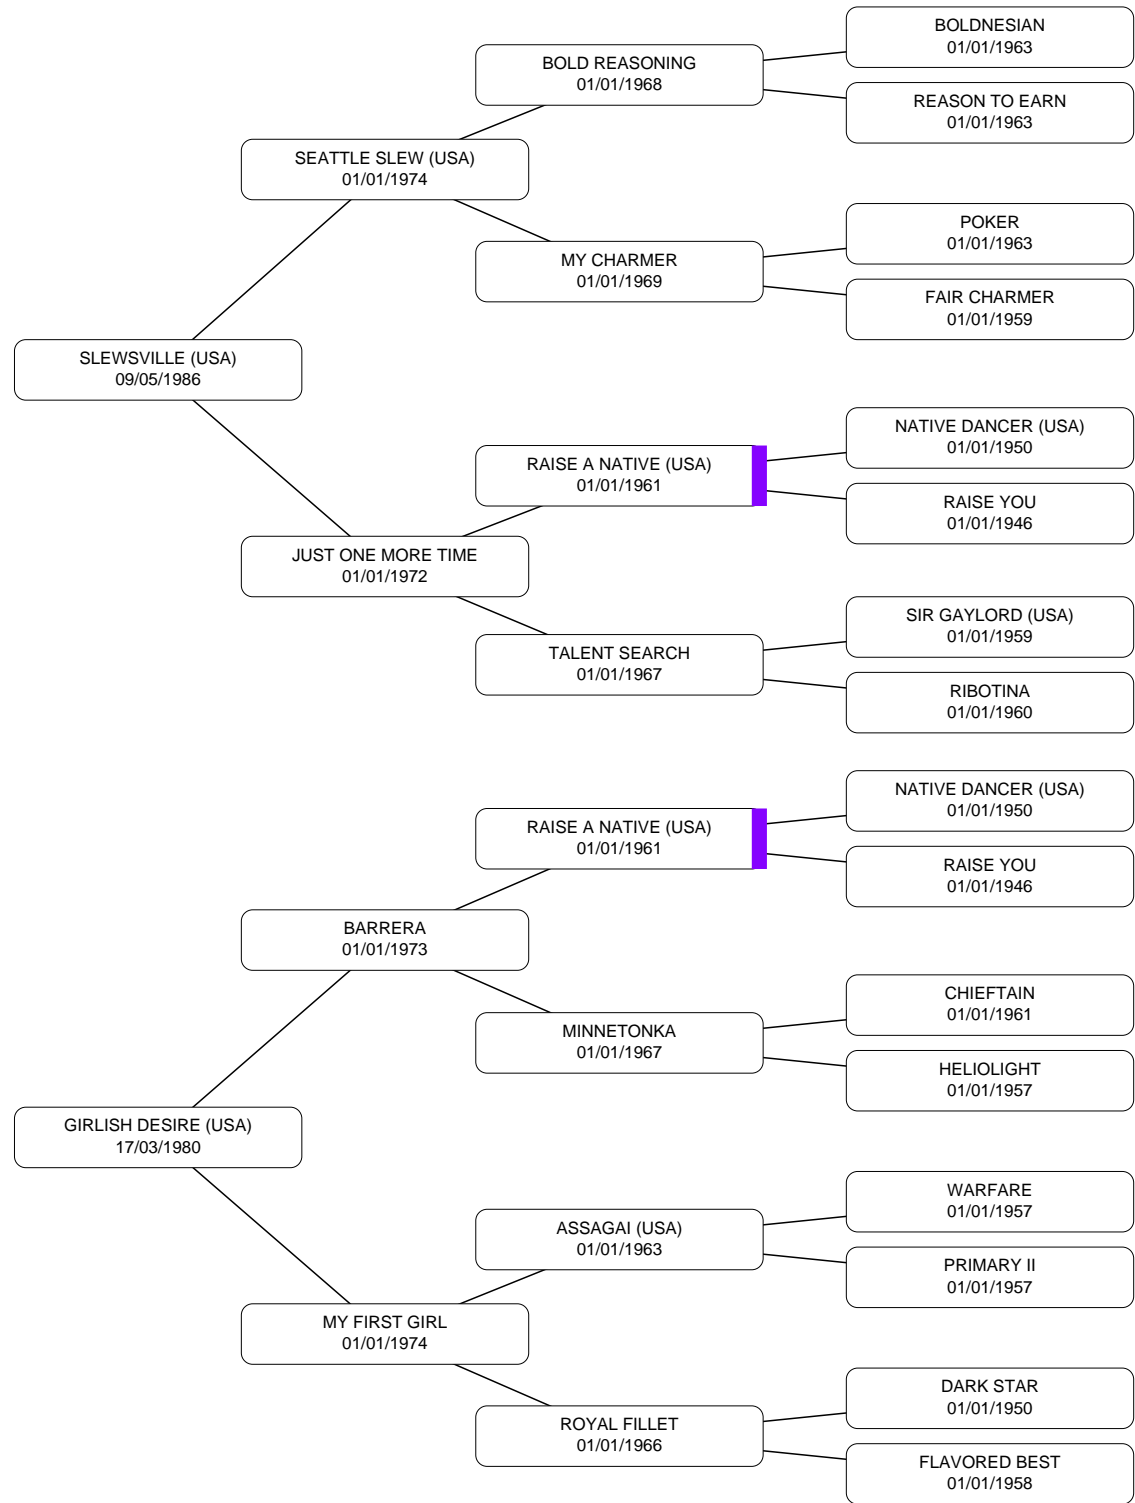 BOLDNESIAN
01/01/1963
BOLD REASONING
01/01/1968
REASON TO EARN
01/01/1963
SEATTLE SLEW (USA)
01/01/1974
POKER
01/01/1963
MY CHARMER
01/01/1969
FAIR CHARMER
01/01/1959
SLEWSVILLE (USA)
09/05/1986
NATIVE DANCER (USA)
01/01/1950
RAISE A NATIVE (USA)
01/01/1961
RAISE YOU
01/01/1946
JUST ONE MORE TIME
01/01/1972
SIR GAYLORD (USA)
01/01/1959
TALENT SEARCH
01/01/1967
RIBOTINA
01/01/1960
NATIVE DANCER (USA)
01/01/1950
RAISE A NATIVE (USA)
01/01/1961
RAISE YOU
01/01/1946
BARRERA
01/01/1973
CHIEFTAIN
01/01/1961
MINNETONKA
01/01/1967
HELIOLIGHT
01/01/1957
GIRLISH DESIRE (USA)
17/03/1980
WARFARE
01/01/1957
ASSAGAI (USA)
01/01/1963
PRIMARY II
01/01/1957
MY FIRST GIRL
01/01/1974
DARK STAR
01/01/1950
ROYAL FILLET
01/01/1966
FLAVORED BEST
01/01/1958